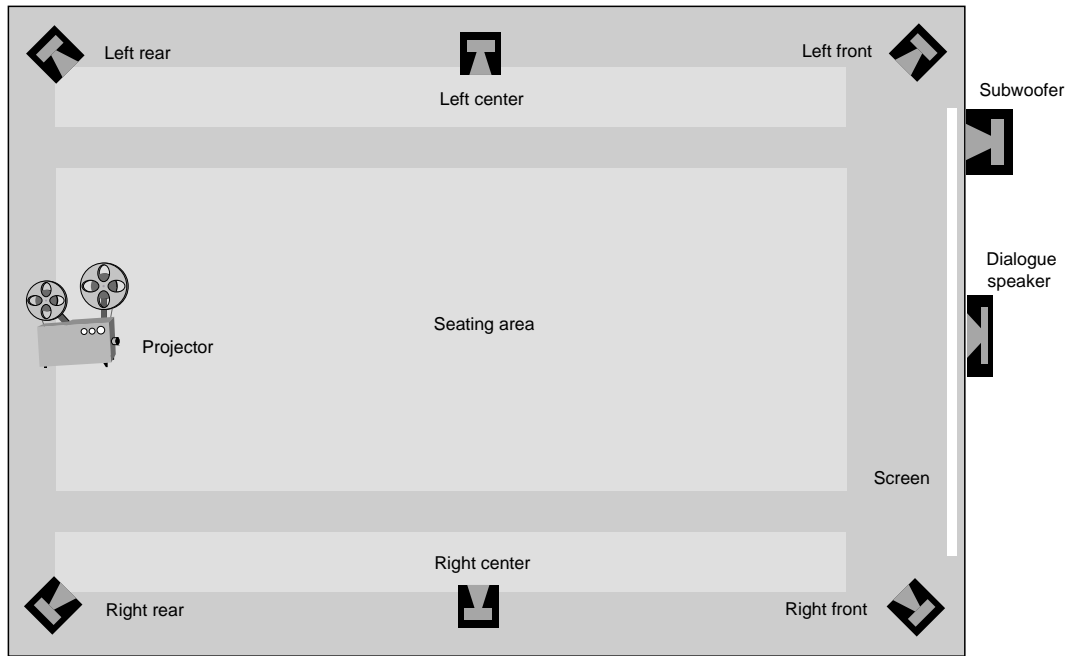 Left rear
Left front
Left center
Subwoofer
Dialogue
speaker
Seating area
Projector
Screen
Right center
Right rear
Right front